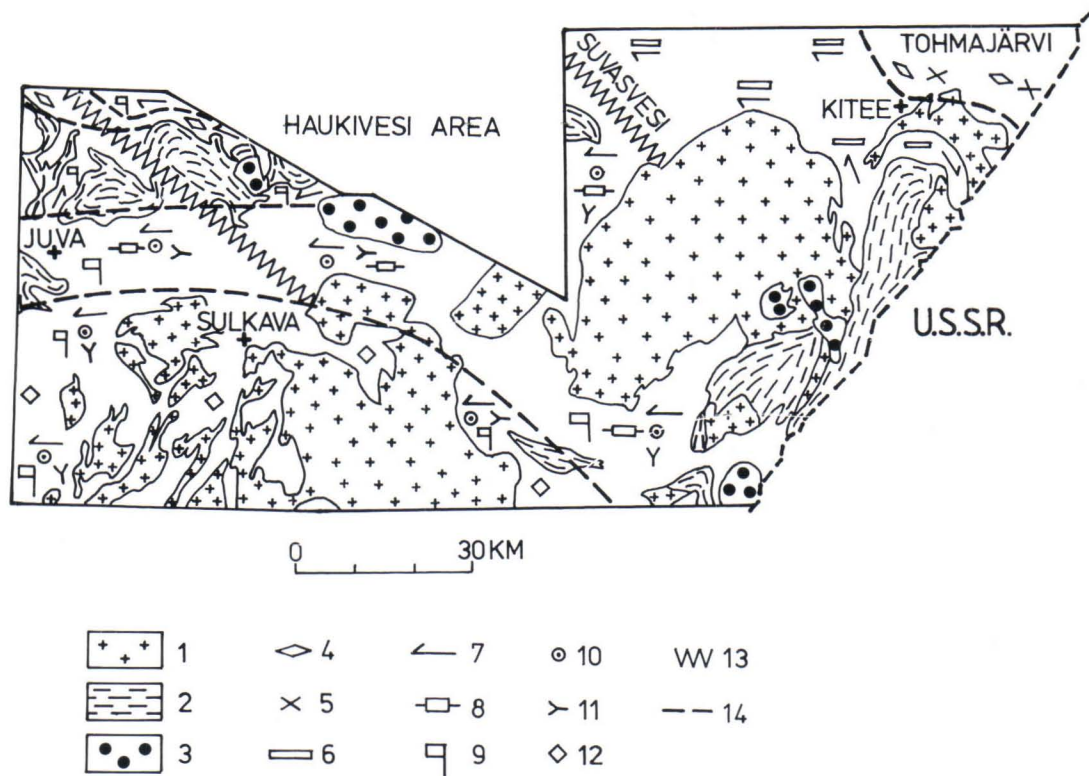 SUVASVESI
TOHMAJÄRVI
KITEE
HAUKIVESI AREA
JUVA
SULKAVA
U.S.S.R.
0 30 KM
1 4 7 10 13
2 5 8 11 14
3 6 9 12